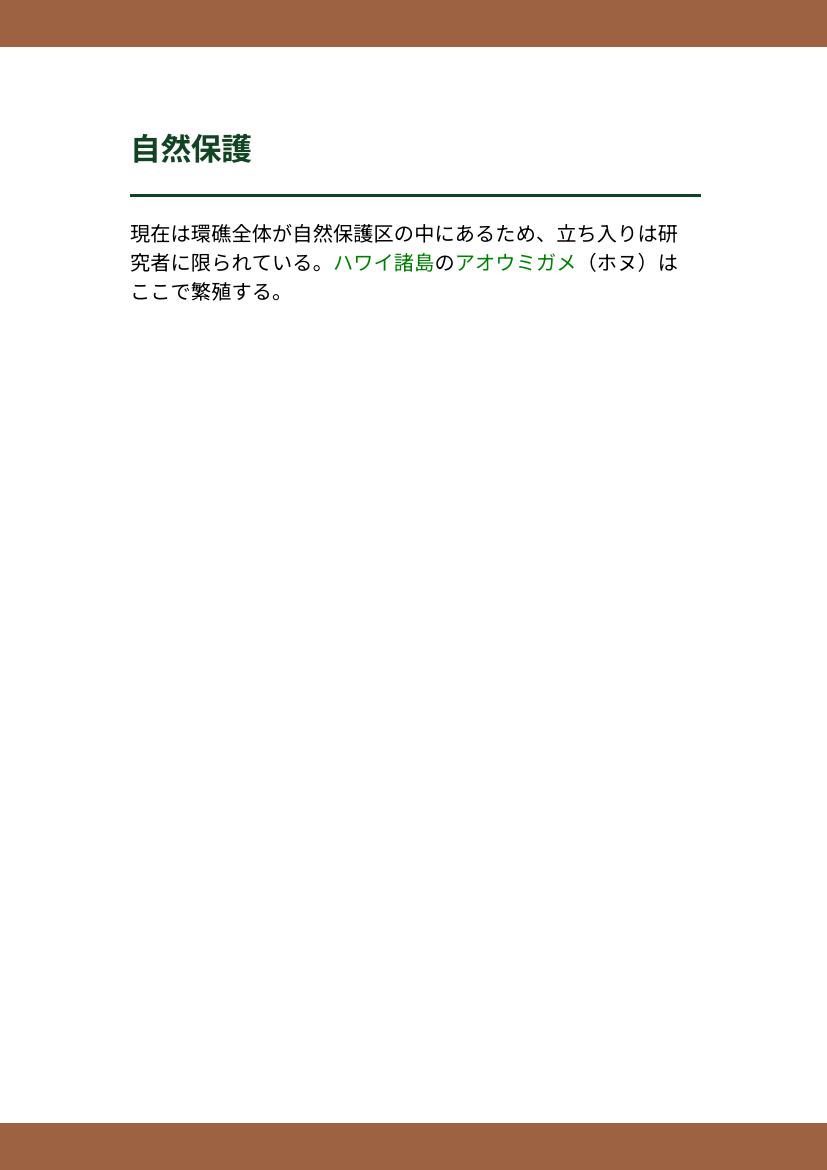 自然保護
現在は環礁全体が自然保護区の中にあるため、立ち入りは研
究者に限られている。ハワイ諸島のアオウミガメ（ホヌ）は
ここで繁殖する。